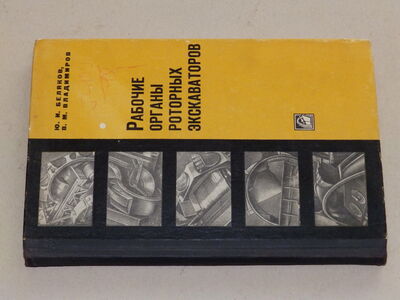 Ю. И. БЕЛЯКОВ,
В. М. ВЛАДИМИРОВ
РАБОЧИЕ
ОРГАНЫ
РОТОРНЫХ
ЭКСКАВАТОРОВ